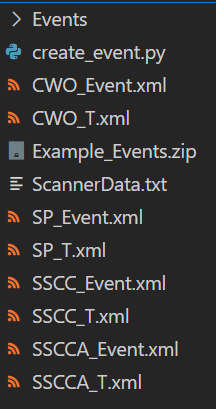 Events
create_event.py
CWO_Event.xml
CWO_T.xml
Example_Events.zip
ScannerData.txt
SP_Event.xml
SP_T.xml
SSCC_Event.xml
SSCC_T.xml
SSCCA_Event.xml
SSCCA_T.xml